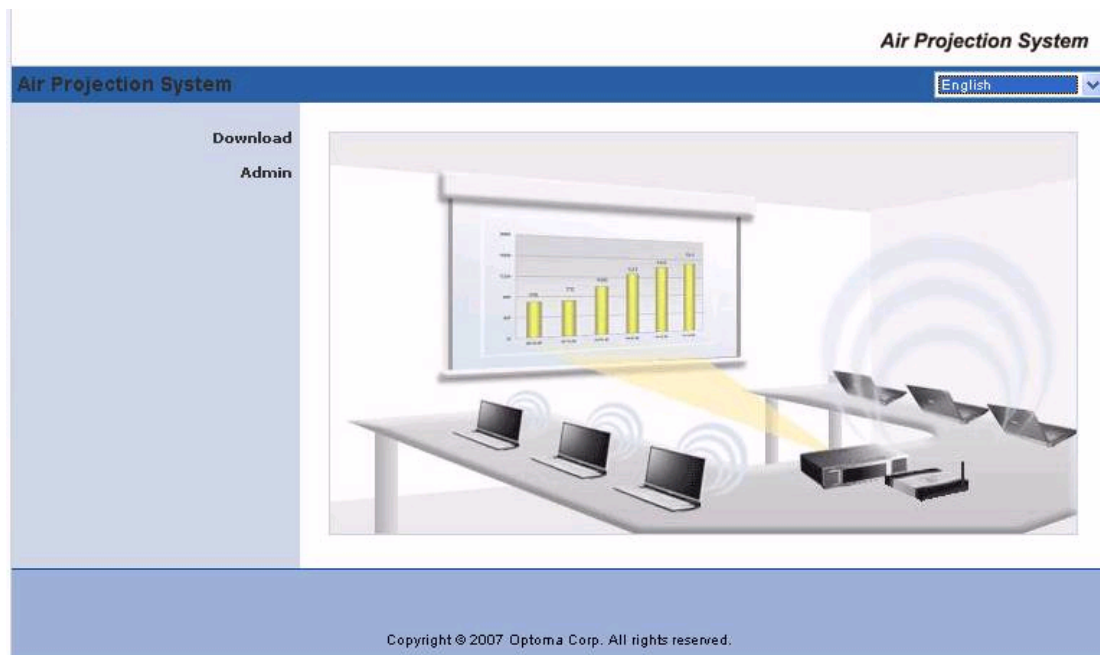 Air Projection System
Air Projection System
English
Download
Admin
Copyright © 2007 Optoma Corp. All rights reserved.